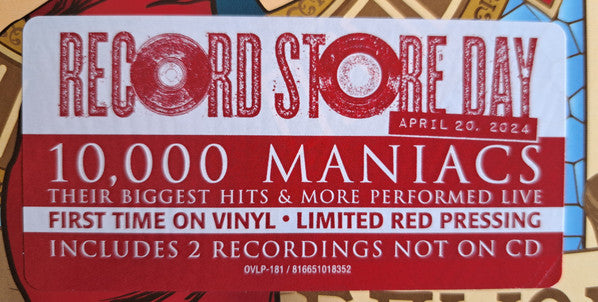 RECORD STORE DAY
APRIL 20. 2024
10,000 MANIACS
THEIR BIGGEST HITS & MORE PERFORMED LIVE
FIRST TIME ON VINYL • LIMITED RED PRESSING
INCLUDES 2 RECORDINGS NOT ON CD
OVLP-181 / 816651018352